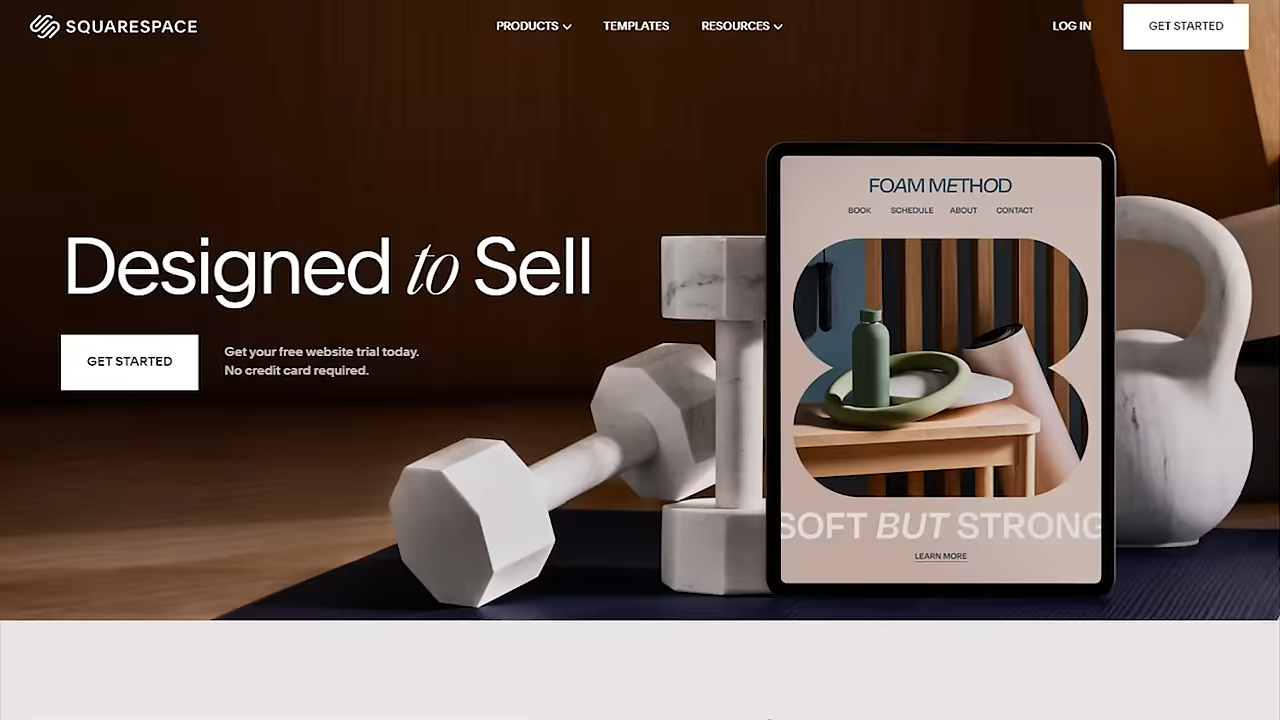 SQUARESPACE
PRODUCTS
TEMPLATES
RESOURCES
LOG IN
GET STARTED
Designed to Sell
GET STARTED
Get your free website trial today.
No credit card required.
FOAM METHOD
BOOK
SCHEDULE
ABOUT
CONTACT
SOFT BUT STRONG
LEARN MORE